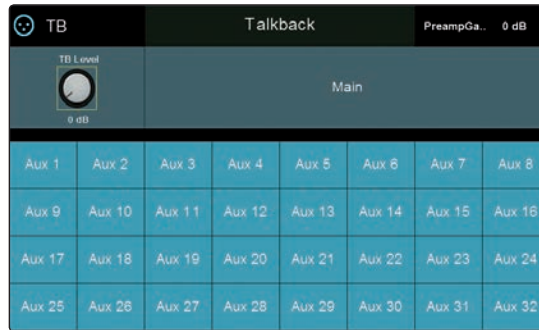 TB Talkback PreampGa.. 0 dB
TB Level
0 dB
Main
Aux 1 Aux 2 Aux 3 Aux 4 Aux 5 Aux 6 Aux 7 Aux 8
Aux 9 Aux 10 Aux 11 Aux 12 Aux 13 Aux 14 Aux 15 Aux 16
Aux 17 Aux 18 Aux 19 Aux 20 Aux 21 Aux 22 Aux 23 Aux 24
Aux 25 Aux 26 Aux 27 Aux 28 Aux 29 Aux 30 Aux 31 Aux 32